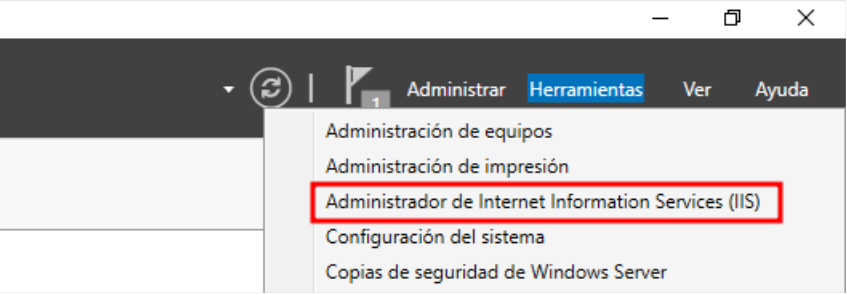 Administrar Herramientas Ver Ayuda
1
Administración de equipos
Administración de impresión
Administrador de Internet Information Services (IIS)
Configuración del sistema
Copias de seguridad de Windows Server